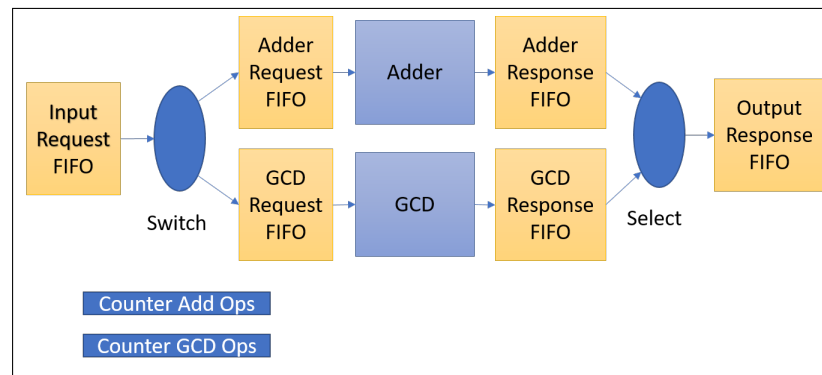 Input
Request
FIFO
Switch
Adder
Request
FIFO
Adder
Adder
Response
FIFO
GCD
Request
FIFO
GCD
GCD
Response
FIFO
Select
Output
Response
FIFO
Counter Add Ops
Counter GCD Ops